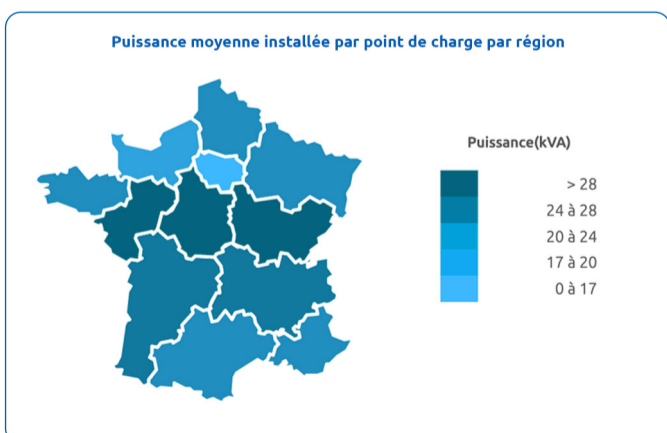 Puissance moyenne installée par point de charge par région
Puissance(kVA)
> 28
24 à 28
20 à 24
17 à 20
0 à 17